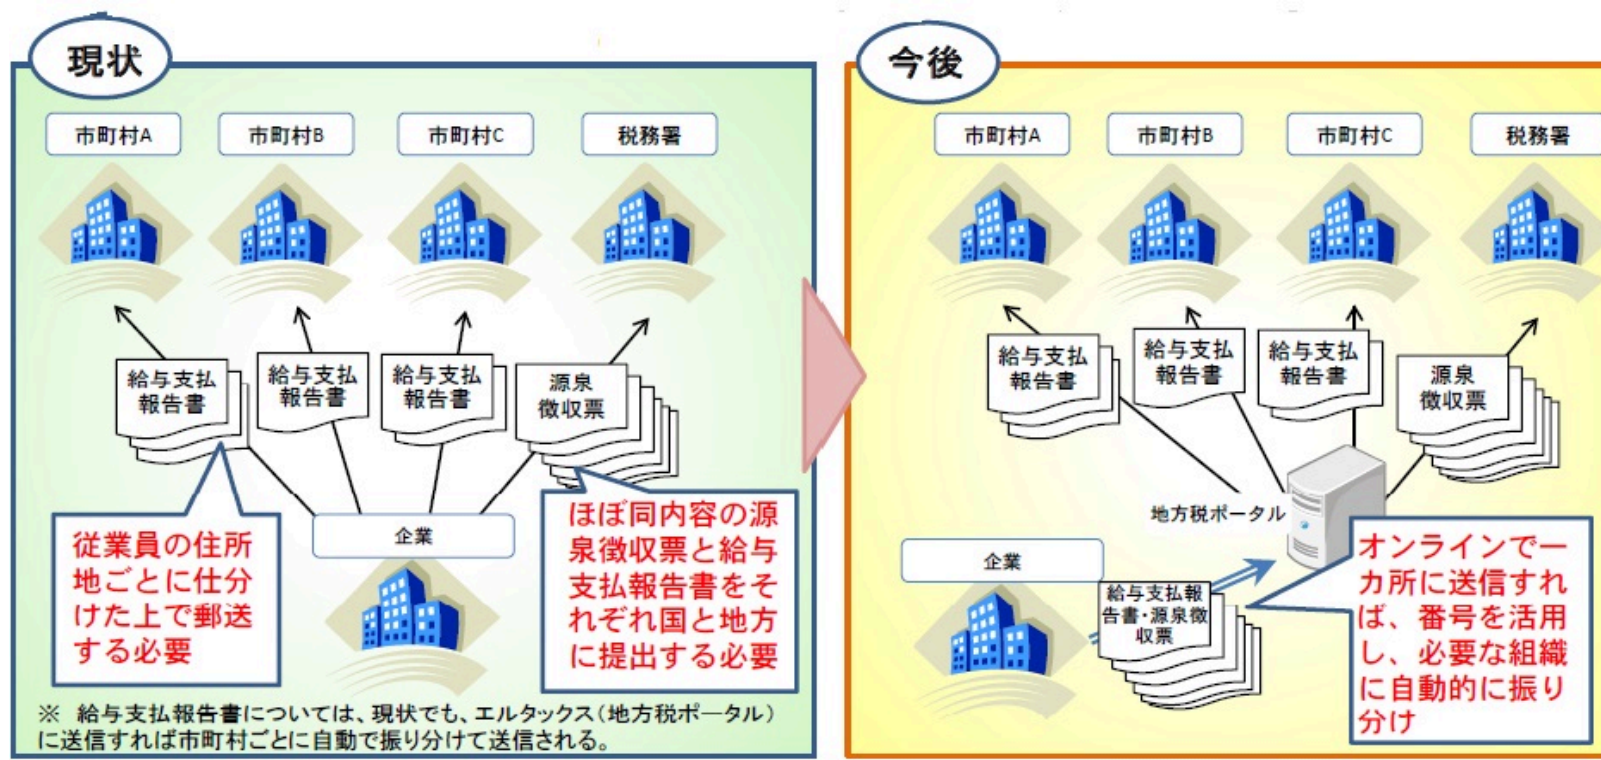 現状
市町村A
市町村B
市町村C
税務署
給与支払
報告書
給与支払
報告書
給与支払
報告書
源泉
徴収票
従業員の住所
地ごとに仕分
けた上で郵送
する必要
企業
ほぼ同内容の源
泉徴収票と給与
支払報告書をそ
れぞれ国と地方
に提出する必要
※ 給与支払報告書については、現状でも、エルタックス(地方税ポータル)
に送信すれば市町村ごとに自動で振り分けて送信される。
今後
市町村A
市町村B
市町村C
税務署
給与支払
報告書
給与支払
報告書
給与支払
報告書
源泉
徴収票
地方税ポータル
企業
給与支払報
告書・源泉徴
収票
オンラインで一
カ所に送信すれ
ば、番号を活用
し、必要な組織
に自動的に振り
分け